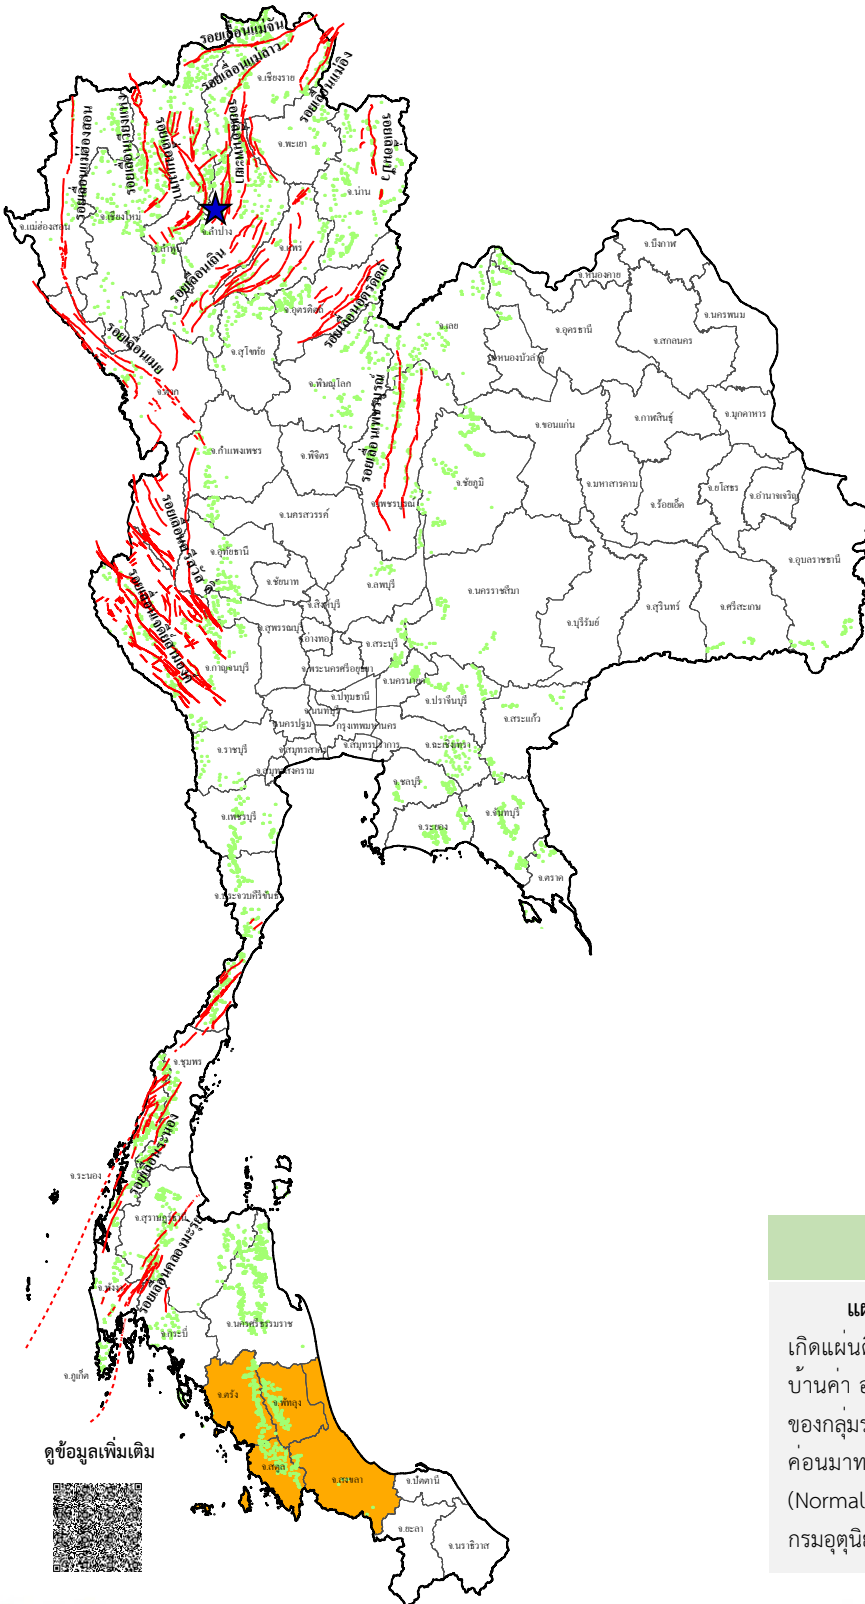 รอยเลื่อนแม่จัน
รอยเลื่อนแม่ลาว
จ.เชียงราย
รอยเลื่อนแม่อิง
รอยเลื่อนแม่ฮ่องสอน
รอยเลื่อนแม่ทา
รอยเลื่อนพะเยา
จ.พะเยา
รอยเลื่อนปัว
จ.น่าน
จ.แม่ฮ่องสอน
จ.เชียงใหม่
จ.ลำปาง
จ.ลำพูน
จ.แพร่
รอยเลื่อนเถิน
จ.อุตรดิตถ์
รอยเลื่อนอุตรดิตถ์
รอยเลื่อนเมย
จ.ตาก
จ.สุโขทัย
จ.พิษณุโลก
จ.เลย
จ.บึงกาฬ
จ.หนองคาย
จ.นครพนม
จ.อุดรธานี
จ.สกลนคร
จ.หนองบัวลำภู
รอยเลื่อนเพชรบูรณ์
จ.กำแพงเพชร
จ.พิจิตร
จ.ขอนแก่น
จ.กาฬสินธุ์
จ.มุกดาหาร
จ.ชัยภูมิ
จ.มหาสารคาม
จ.ร้อยเอ็ด
จ.ยโสธร
จ.อำนาจเจริญ
จ.เพชรบูรณ์
จ.นครสวรรค์
รอยเลื่อนศรีสวัสดิ์
จ.อุทัยธานี
จ.ชัยนาท
จ.ลพบุรี
จ.นครราชสีมา
จ.อุบลราชธานี
จ.บุรีรัมย์
จ.สุรินทร์
จ.ศรีสะเกษ
รอยเลื่อนเจดีย์สามองค์
จ.สิงห์บุรี
จ.สุพรรณบุรี
จ.อ่างทอง
จ.สระบุรี
จ.กาญจนบุรี
จ.พระนครศรีอยุธยา
จ.นครนายก
จ.ปทุมธานี
จ.ปราจีนบุรี
จ.นนทบุรี
จ.สระแก้ว
จ.นครปฐม
กรุงเทพมหานคร
จ.ราชบุรี
จ.สมุทรสาคร
จ.สมุทรปราการ
จ.ฉะเชิงเทรา
จ.สมุทรสงคราม
จ.ชลบุรี
จ.เพชรบุรี
จ.ระยอง
จ.จันทบุรี
จ.ตราด
จ.ประจวบคีรีขันธ์
จ.ชุมพร
รอยเลื่อนระนอง
จ.ระนอง
จ.สุราษฎร์ธานี
รอยเลื่อนคลองมะรุ่ย
จ.พังงา
จ.นครศรีธรรมราช
จ.กระบี่
จ.ภูเก็ต
จ.ตรัง
จ.พัทลุง
จ.สตูล
จ.สงขลา
จ.ปัตตานี
จ.ยะลา
จ.นราธิวาส
ดูข้อมูลเพิ่มเติม
เกิดแผ่นดิ
บ้านค่า อ
ของกลุ่มร
ค่อนมาท
(Normal
กรมอุตุนิย